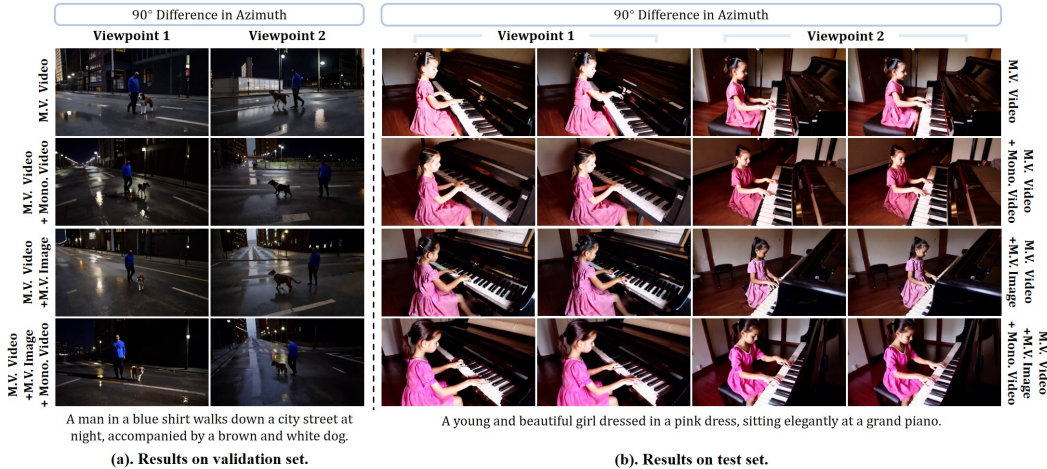 90° Difference in Azimuth
Viewpoint 1
Viewpoint 2
M.V. Video
M.V. Video
+ Mono. Video
M.V. Video
+M.V. Image
M.V. Video
+M.V. Image
+ Mono. Video
A man in a blue shirt walks down a city street at
night, accompanied by a brown and white dog.
(a). Results on validation set.
90° Difference in Azimuth
Viewpoint 1
Viewpoint 2
M.V. Video
M.V. Video
+ Mono. Video
M.V. Video
+M.V. Image
M.V. Video
+M.V. Image
+ Mono. Video
A young and beautiful girl dressed in a pink dress, sitting elegantly at a grand piano.
(b). Results on test set.